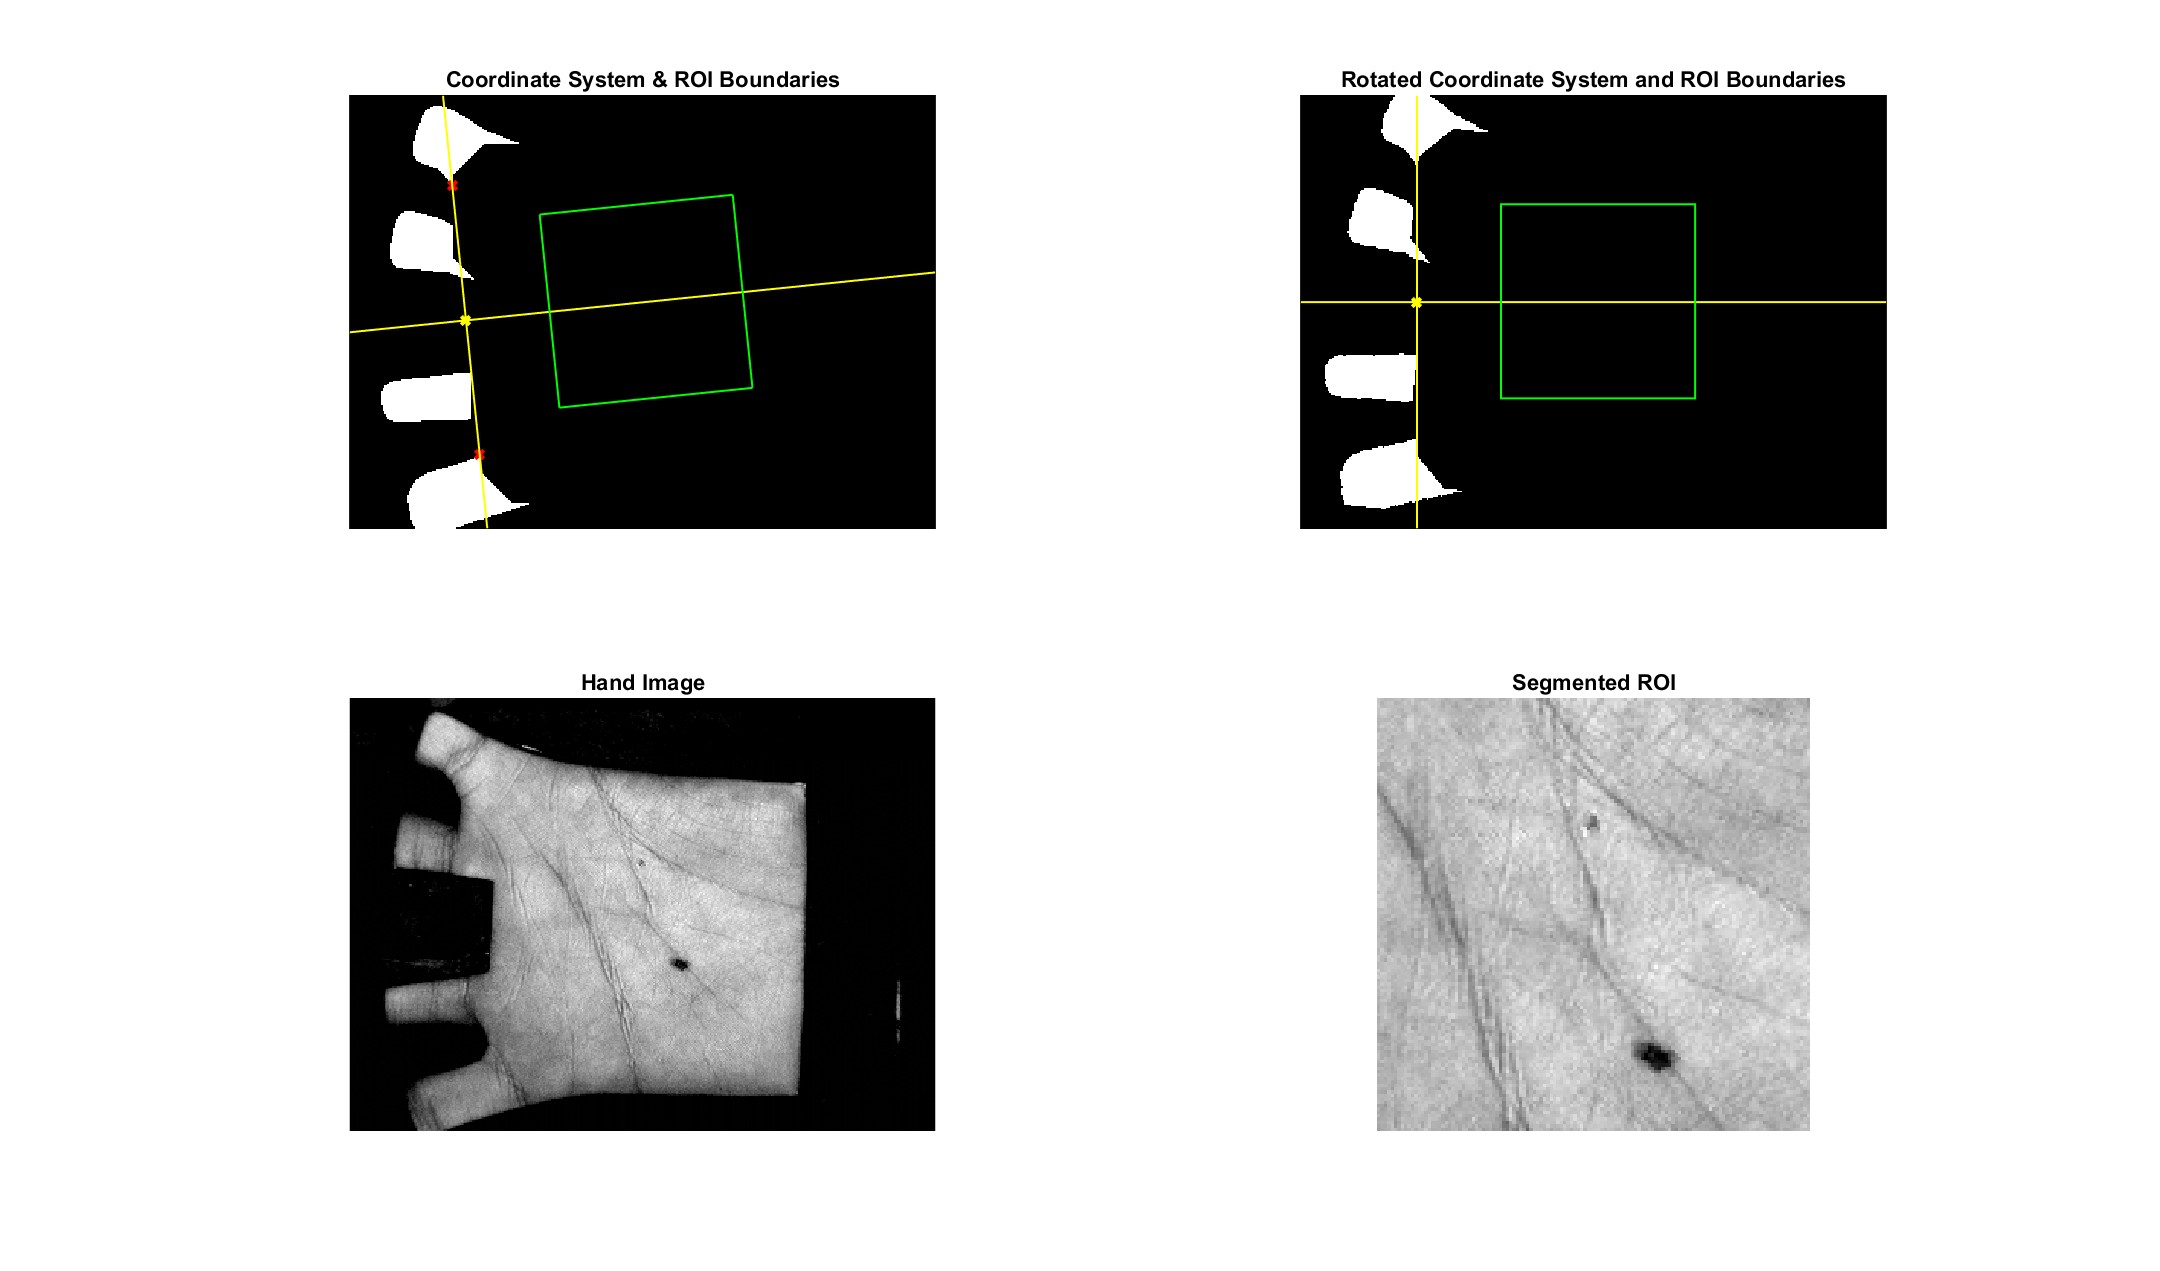 Coordinate System & ROI Boundaries
Rotated Coordinate System and ROI Boundaries
Hand Image
Segmented ROI